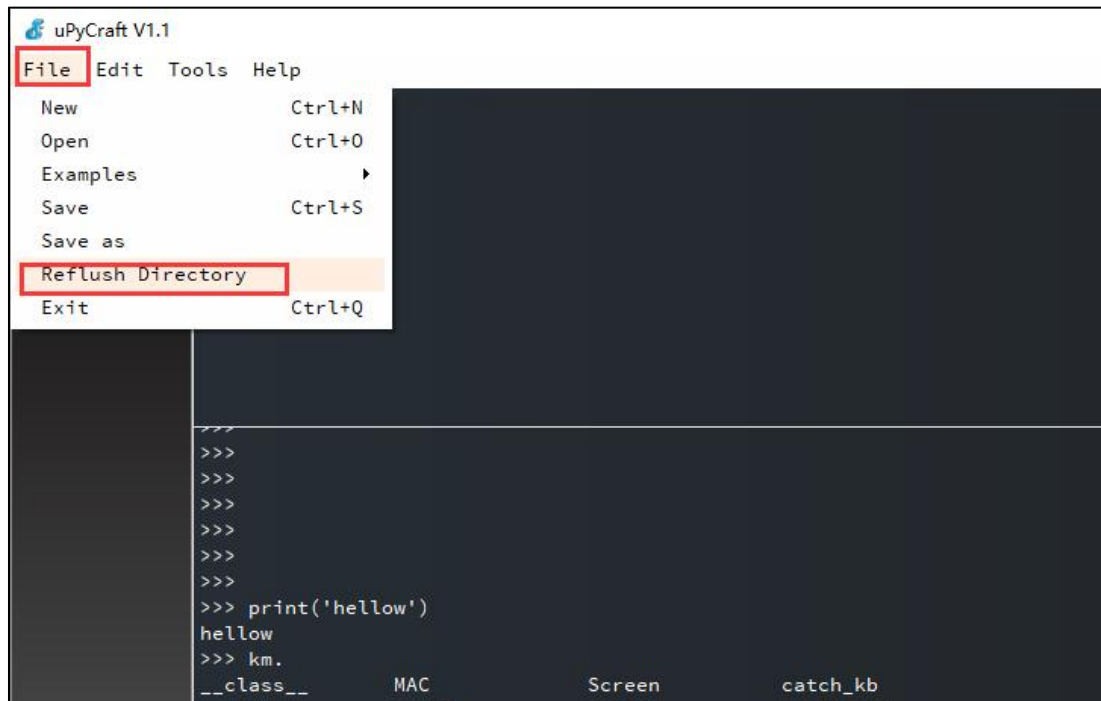 uPyCraft V1.1
File Edit Tools Help
New Ctrl+N
Open Ctrl+O
Examples
Save Ctrl+S
Save as
Reflush Directory
Exit Ctrl+Q
>>>
>>>
>>>
>>>
>>>
>>>
>>>
>>> print('hellow')
hellow
>>> km.
__class__ MAC Screen catch_kb